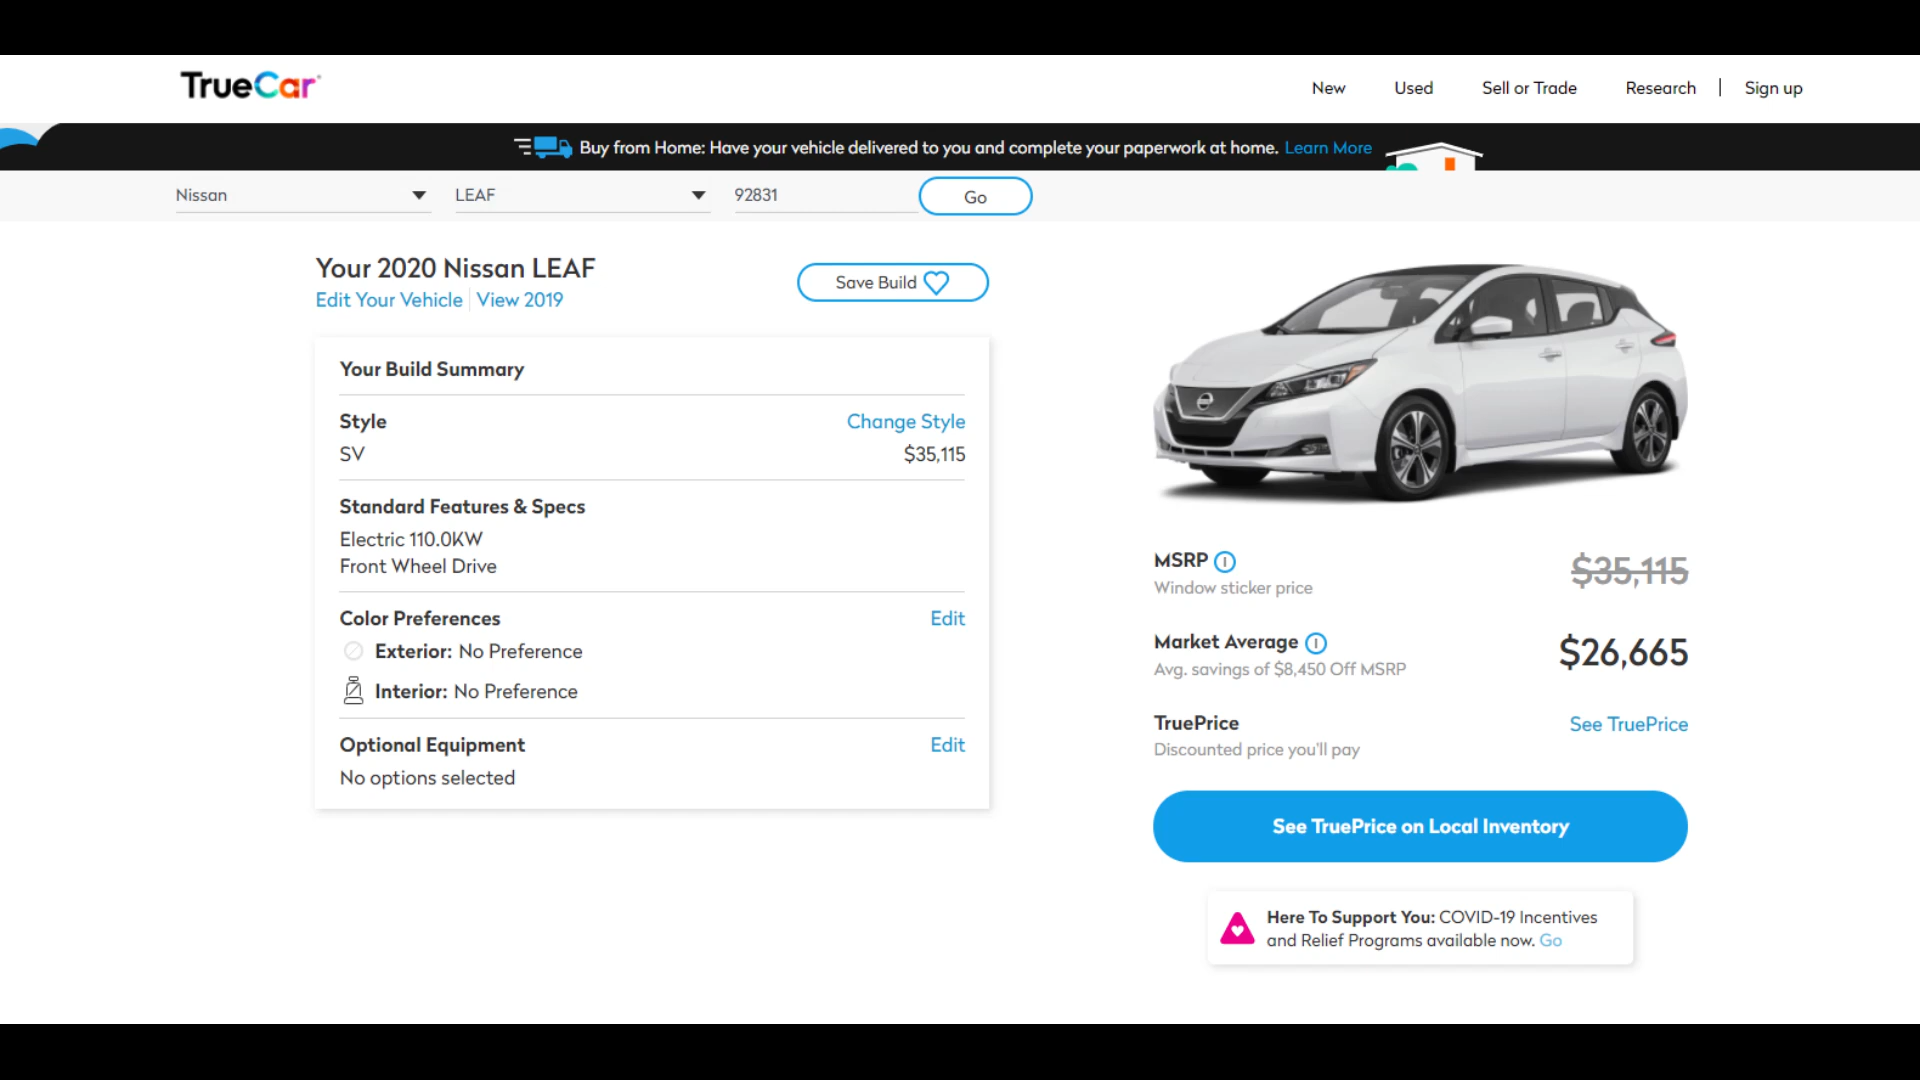 TrueCar
New Used Sell or Trade Research | Sign up
Buy from Home: Have your vehicle delivered to you and complete your paperwork at home. Learn More
Nissan LEAF 92831 Go
Your 2020 Nissan LEAF
Save Build
Edit Your Vehicle View 2019
Your Build Summary
Style Change Style
SV $35,115
Standard Features & Specs
Electric 110.0KW
Front Wheel Drive
Color Preferences Edit
Exterior: No Preference
Interior: No Preference
Optional Equipment Edit
No options selected
MSRP $35,115
Window sticker price
Market Average $26,665
Avg. savings of $8,450 Off MSRP
TruePrice See TruePrice
Discounted price you'll pay
See TruePrice on Local Inventory
Here To Support You: COVID-19 Incentives
and Relief Programs available now. Go